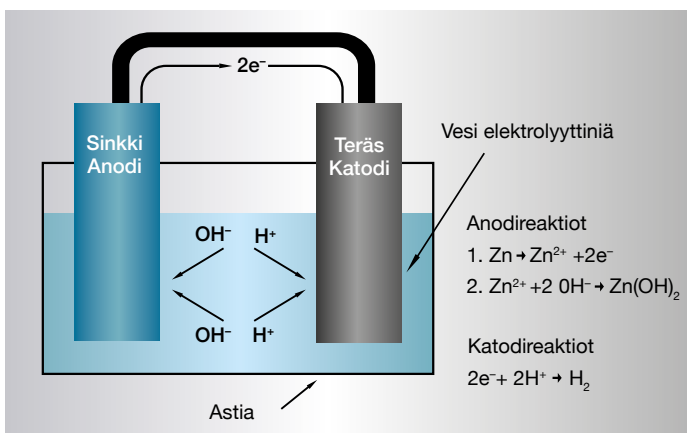 2e⁻
Sinkki
Anodi
Teräs
Katodi
Vesi elektrolyyttiniä
OH⁻ H⁺
OH⁻ H⁺
Anodireaktiot
1. Zn → Zn²⁺ +2e⁻
2. Zn²⁺ +2 0H⁻ → Zn(OH)₂
Katodireaktiot
2e⁻+ 2H⁺ → H₂
Astia